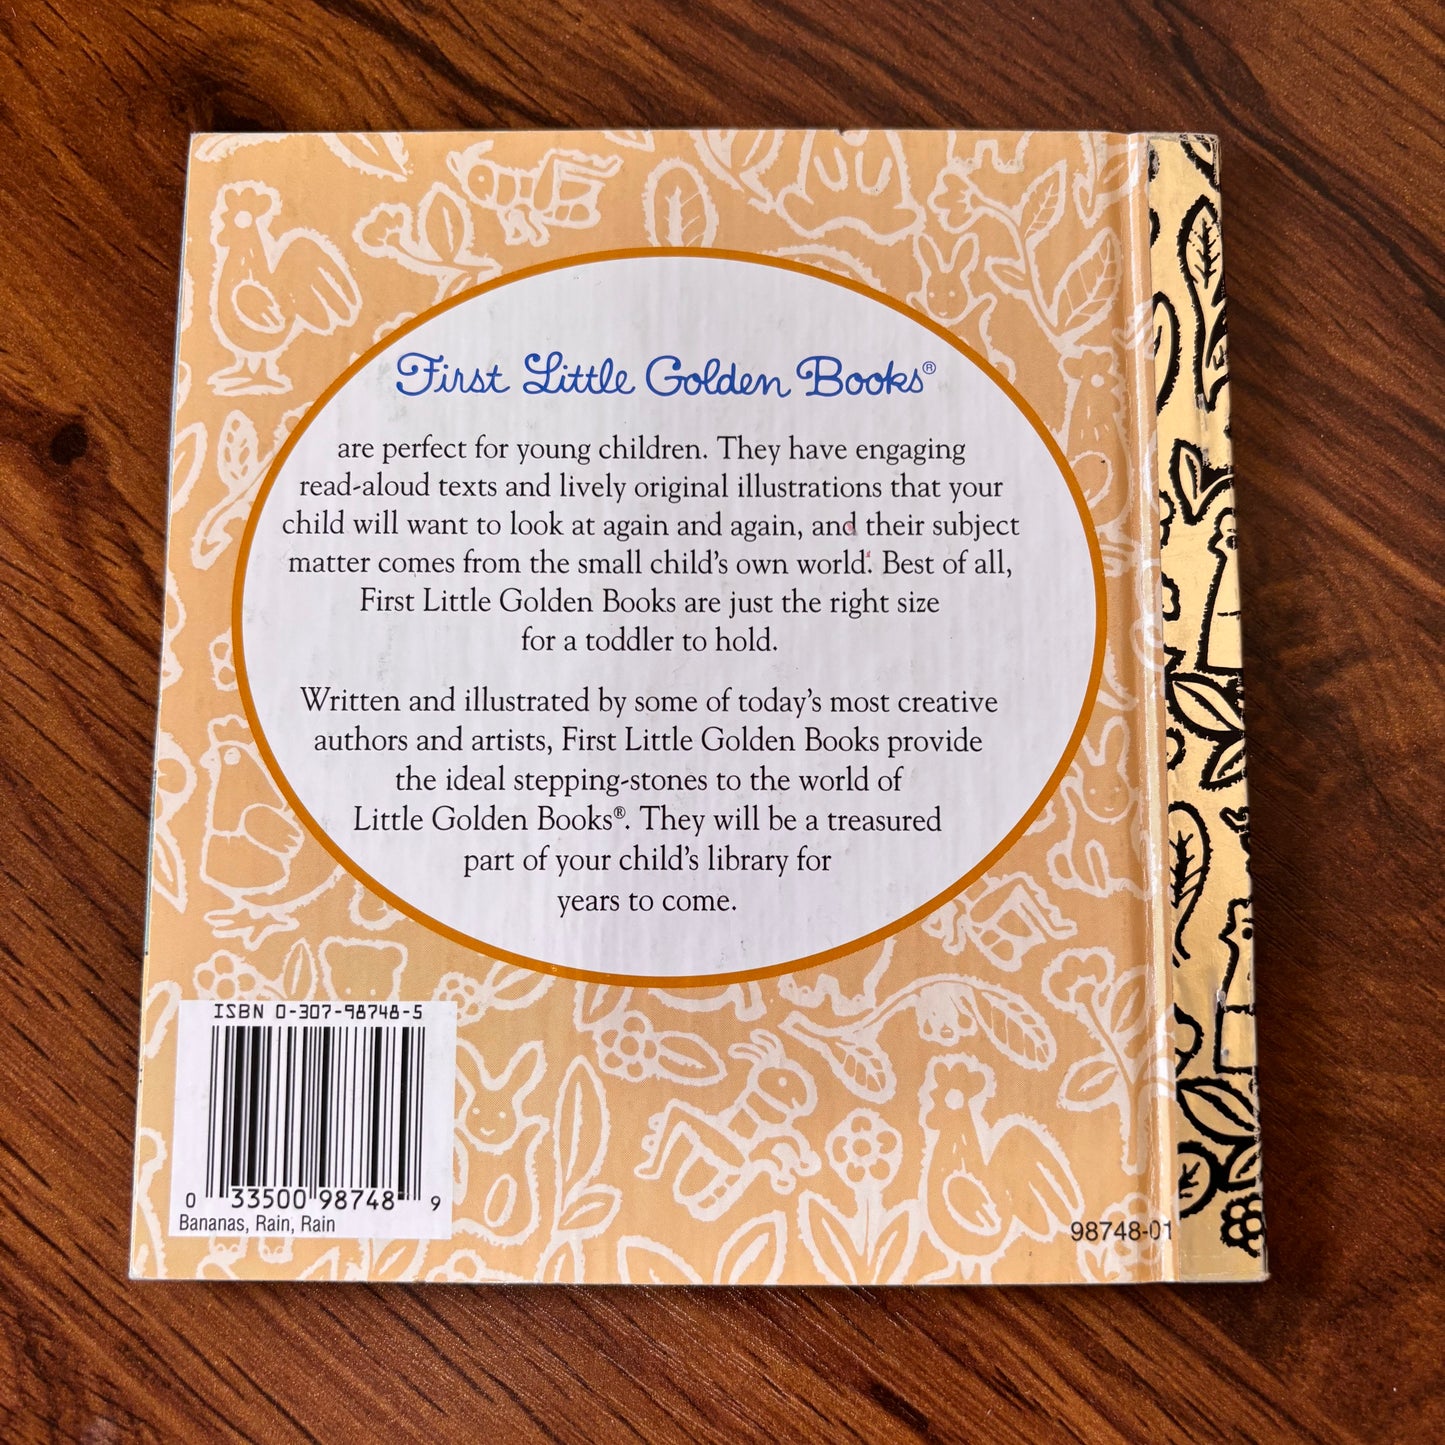 First Little Golden Books®
are perfect for young children. They have engaging
read-aloud texts and lively original illustrations that your
child will want to look at again and again, and their subject
matter comes from the small child's own world. Best of all,
First Little Golden Books are just the right size
for a toddler to hold.
Written and illustrated by some of today's most creative
authors and artists, First Little Golden Books provide
the ideal stepping-stones to the world of
Little Golden Books®. They will be a treasured
part of your child's library for
years to come.
ISBN 0-307-98748-5
0 33500 98748 9
Bananas, Rain, Rain
98748-01